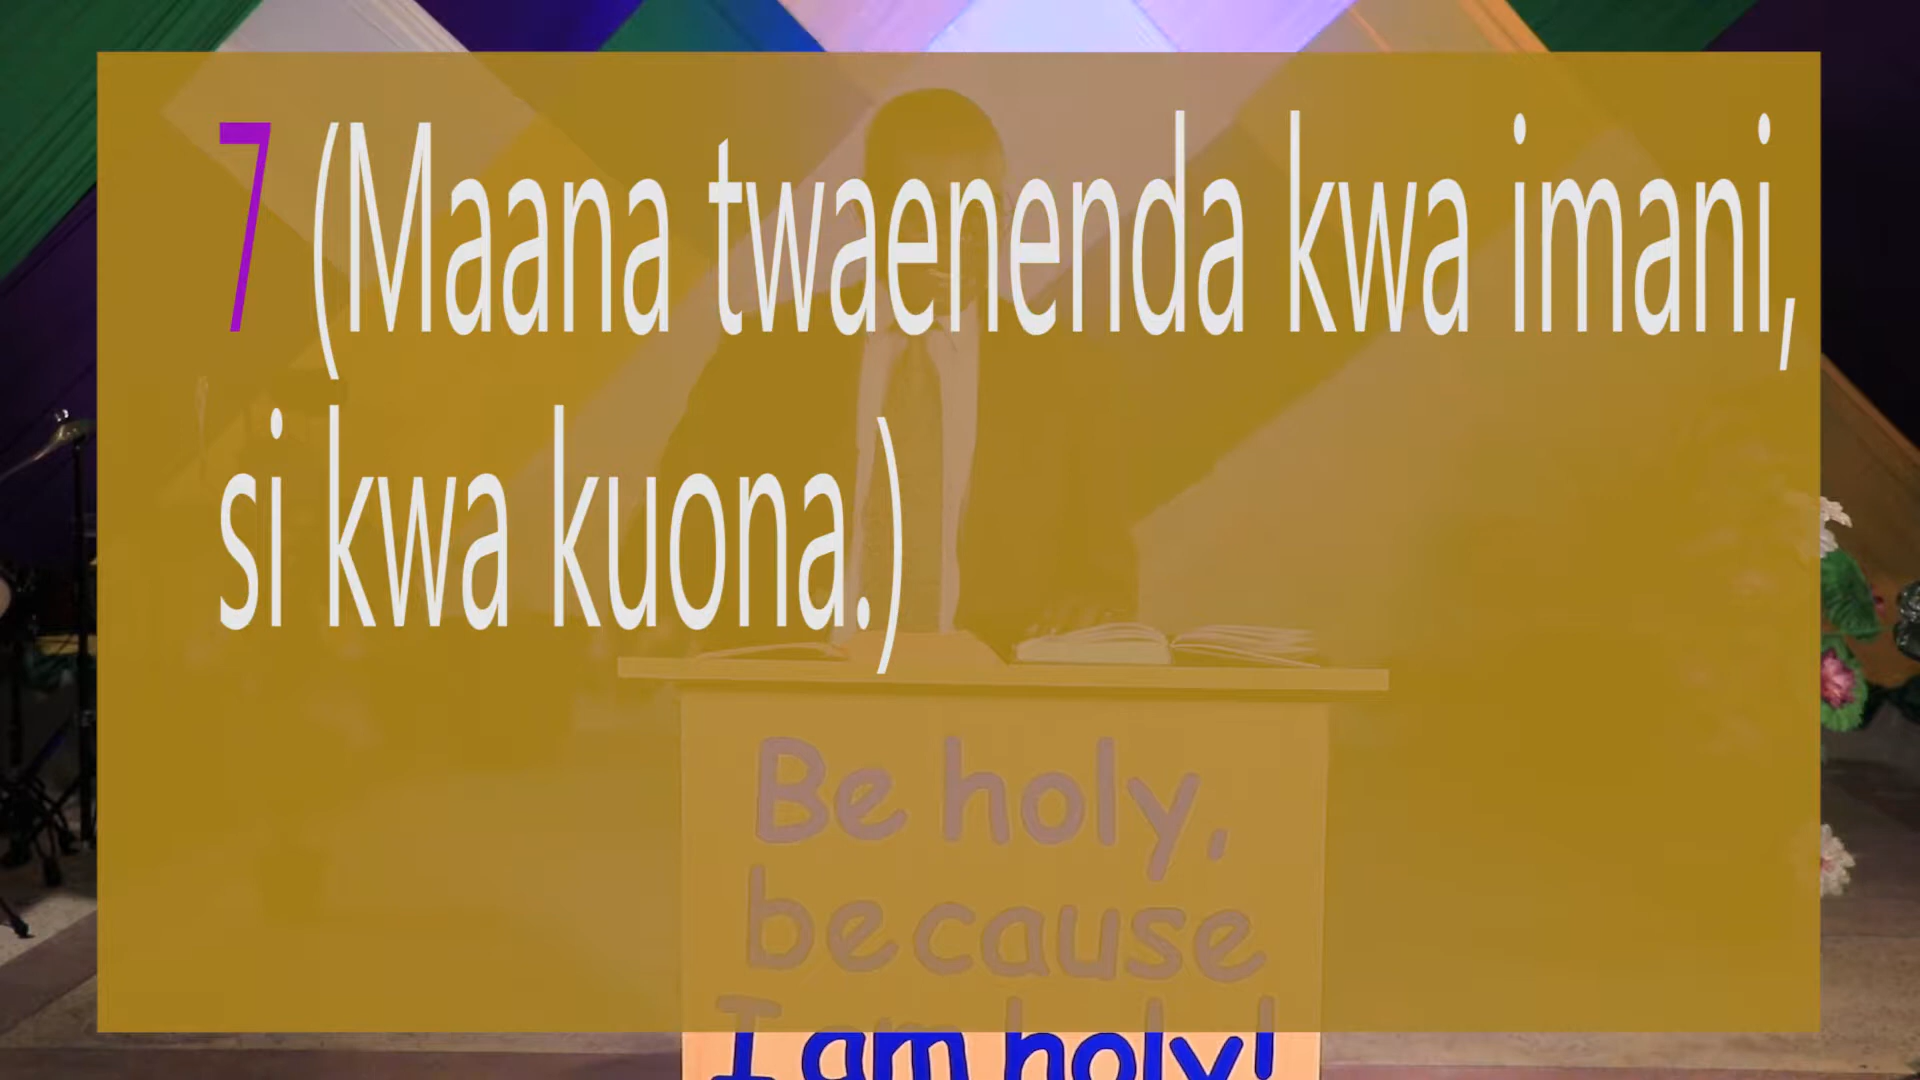 7 (Maana twaenenda kwa imani,
si kwa kuona.)
Be holy,
because
I am holy!